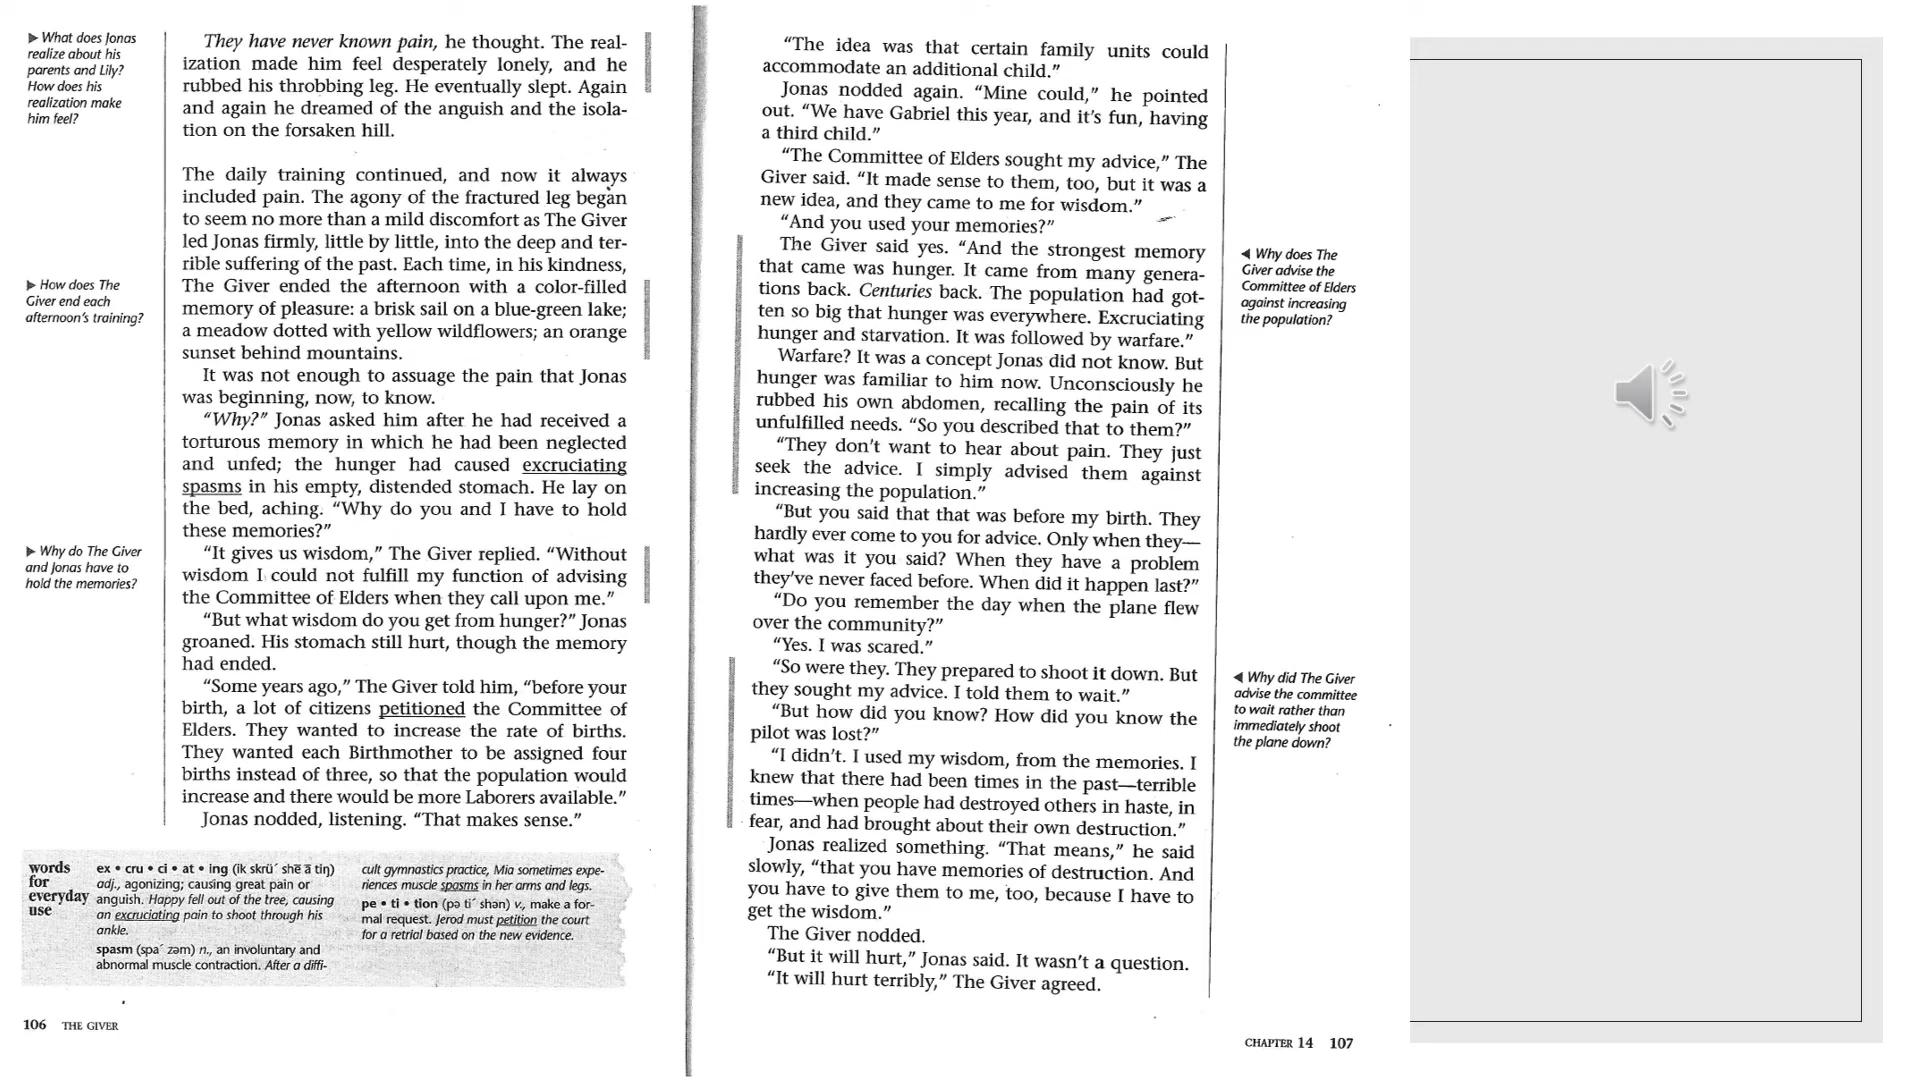 ▶ What does Jonas
realize about his
parents and Lily?
How does his
realization make
him feel?
They have never known pain, he thought. The real-
ization made him feel desperately lonely, and he
rubbed his throbbing leg. He eventually slept. Again
and again he dreamed of the anguish and the isola-
tion on the forsaken hill.
The daily training continued, and now it always
included pain. The agony of the fractured leg began
to seem no more than a mild discomfort as The Giver
led Jonas firmly, little by little, into the deep and ter-
rible suffering of the past. Each time, in his kindness,
▶ How does The
Giver end each
afternoon's training?
The Giver ended the afternoon with a color-filled
memory of pleasure: a brisk sail on a blue-green lake;
a meadow dotted with yellow wildflowers; an orange
sunset behind mountains.
It was not enough to assuage the pain that Jonas
was beginning, now, to know.
“Why?” Jonas asked him after he had received a
torturous memory in which he had been neglected
and unfed; the hunger had caused excruciating
spasms in his empty, distended stomach. He lay on
the bed, aching. “Why do you and I have to hold
these memories?”
▶ Why do The Giver
and Jonas have to
hold the memories?
“It gives us wisdom,” The Giver replied. “Without
wisdom I could not fulfill my function of advising
the Committee of Elders when they call upon me.”
“But what wisdom do you get from hunger?” Jonas
groaned. His stomach still hurt, though the memory
had ended.
“Some years ago,” The Giver told him, “before your
birth, a lot of citizens petitioned the Committee of
Elders. They wanted to increase the rate of births.
They wanted each Birthmother to be assigned four
births instead of three, so that the population would
increase and there would be more Laborers available.”
Jonas nodded, listening. “That makes sense.”
words
for
everyday
use
ex • cru • ci • at • ing (ik skrü´ shē ā tiŋ)
adj., agonizing; causing great pain or
anguish. Happy fell out of the tree, causing
an excruciating pain to shoot through his
ankle.
spasm (spa´ zəm) n., an involuntary and
abnormal muscle contraction. After a diffi-
cult gymnastics practice, Mia sometimes expe-
riences muscle spasms in her arms and legs.
pe • ti • tion (pə ti´ shən) v., make a for-
mal request. Jerod must petition the court
for a retrial based on the new evidence.
106 THE GIVER
“The idea was that certain family units could
accommodate an additional child.”
Jonas nodded again. “Mine could,” he pointed
out. “We have Gabriel this year, and it’s fun, having
a third child.”
“The Committee of Elders sought my advice,” The
Giver said. “It made sense to them, too, but it was a
new idea, and they came to me for wisdom.”
“And you used your memories?”
The Giver said yes. “And the strongest memory
that came was hunger. It came from many genera-
tions back. Centuries back. The population had got-
ten so big that hunger was everywhere. Excruciating
hunger and starvation. It was followed by warfare.”
◀ Why does The
Giver advise the
Committee of Elders
against increasing
the population?
Warfare? It was a concept Jonas did not know. But
hunger was familiar to him now. Unconsciously he
rubbed his own abdomen, recalling the pain of its
unfulfilled needs. “So you described that to them?”
“They don’t want to hear about pain. They just
seek the advice. I simply advised them against
increasing the population.”
“But you said that that was before my birth. They
hardly ever come to you for advice. Only when they—
what was it you said? When they have a problem
they’ve never faced before. When did it happen last?”
“Do you remember the day when the plane flew
over the community?”
“Yes. I was scared.”
“So were they. They prepared to shoot it down. But
they sought my advice. I told them to wait.”
“But how did you know? How did you know the
pilot was lost?”
◀ Why did The Giver
advise the committee
to wait rather than
immediately shoot
the plane down?
“I didn’t. I used my wisdom, from the memories. I
knew that there had been times in the past—terrible
times—when people had destroyed others in haste, in
fear, and had brought about their own destruction.”
Jonas realized something. “That means,” he said
slowly, “that you have memories of destruction. And
you have to give them to me, too, because I have to
get the wisdom.”
The Giver nodded.
“But it will hurt,” Jonas said. It wasn’t a question.
“It will hurt terribly,” The Giver agreed.
CHAPTER 14 107